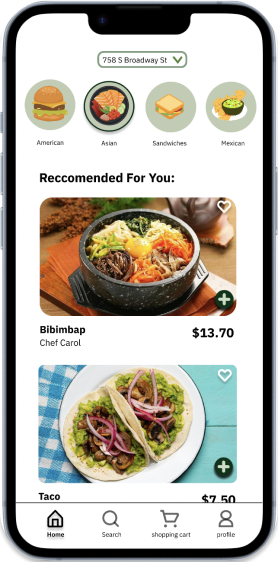 758 S Broadway St
American Asian Sandwiches Mexican
Reccomended For You:
Bibimbap $13.70
Chef Carol
Taco $7.50
Home Search shopping cart profile